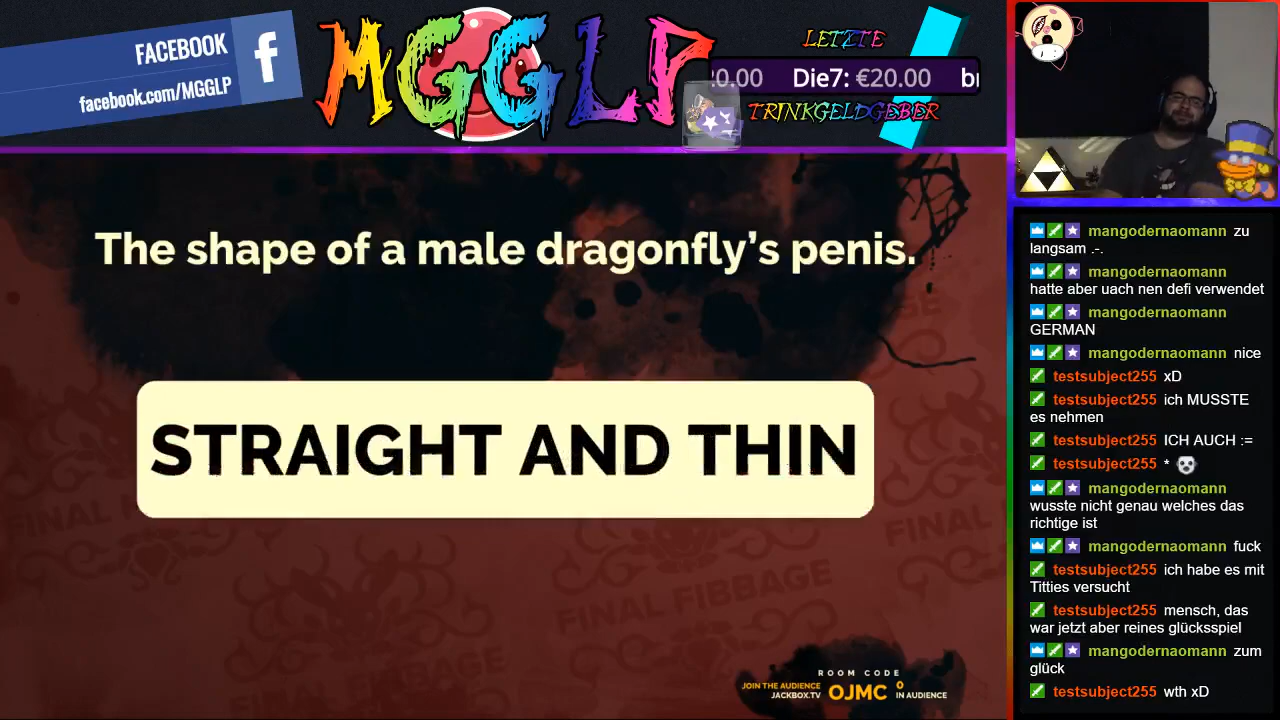 FACEBOOK
facebook.com/MGGLP
MGGLP
LETZTE
20.00 Die7: €20.00
TRINKGELDGEBER
The shape of a male dragonfly's penis.
STRAIGHT AND THIN
FINAL FIBBAGE
ROOM CODE
JOIN THE AUDIENCE
JACKBOX.TV
OJMC
0
IN AUDIENCE
mangodernaomann zu
langsam .-.
mangodernaomann
hatte aber uach nen defi verwendet
mangodernaomann
GERMAN
mangodernaomann nice
testsubject255 xD
testsubject255 ich MUSSTE
es nehmen
testsubject255 ICH AUCH :=
testsubject255 *
mangodernaomann
wusste nicht genau welches das
richtige ist
mangodernaomann fuck
testsubject255 ich habe es mit
Titties versucht
testsubject255 mensch, das
war jetzt aber reines glücksspiel
mangodernaomann zum
glück
testsubject255 wth xD